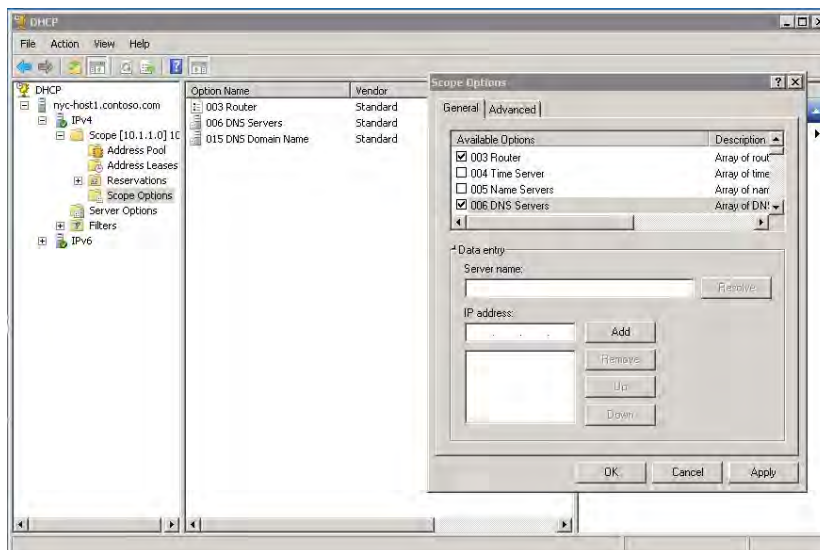 DHCP
File Action View Help
DHCP
nyc-host1.contoso.com
IPv4
Scope [10.1.1.0] 10
Address Pool
Address Leases
Reservations
Scope Options
Server Options
Filters
IPv6
Option Name Vendor
003 Router Standard
006 DNS Servers Standard
015 DNS Domain Name Standard
Scope Options
General Advanced
Available Options Description
003 Router Array of rout
004 Time Server Array of time
005 Name Servers Array of nam
006 DNS Servers Array of DNS
Data entry
Server name:
Resolve
IP address:
Add
Remove
Up
Down
OK Cancel Apply